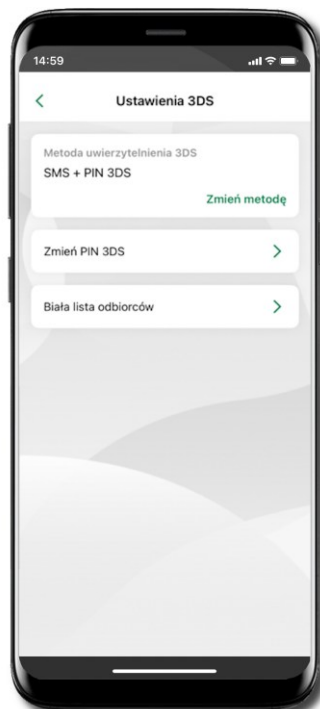 14:59
Ustawienia 3DS
Metoda uwierzytelnienia 3DS
SMS + PIN 3DS
Zmień metodę
Zmień PIN 3DS
Biała lista odbiorców